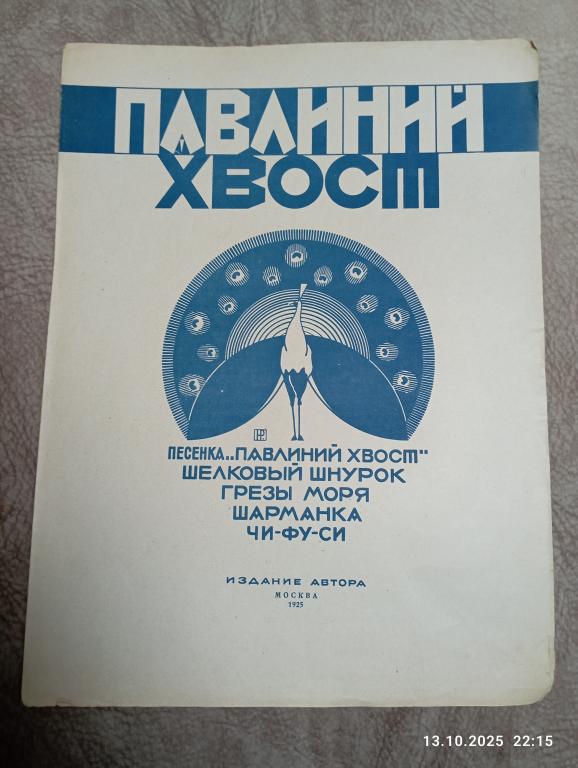 ПАВЛИНИЙ
ХВОСТ
ПЕСЕНКА „ПАВЛИНИЙ ХВОСТ"
ШЕЛКОВЫЙ ШНУРОК
ГРЕЗЫ МОРЯ
ШАРМАНКА
ЧИ-ФУ-СИ
ИЗДАНИЕ АВТОРА
МОСКВА
1925
13.10.2025 22:15